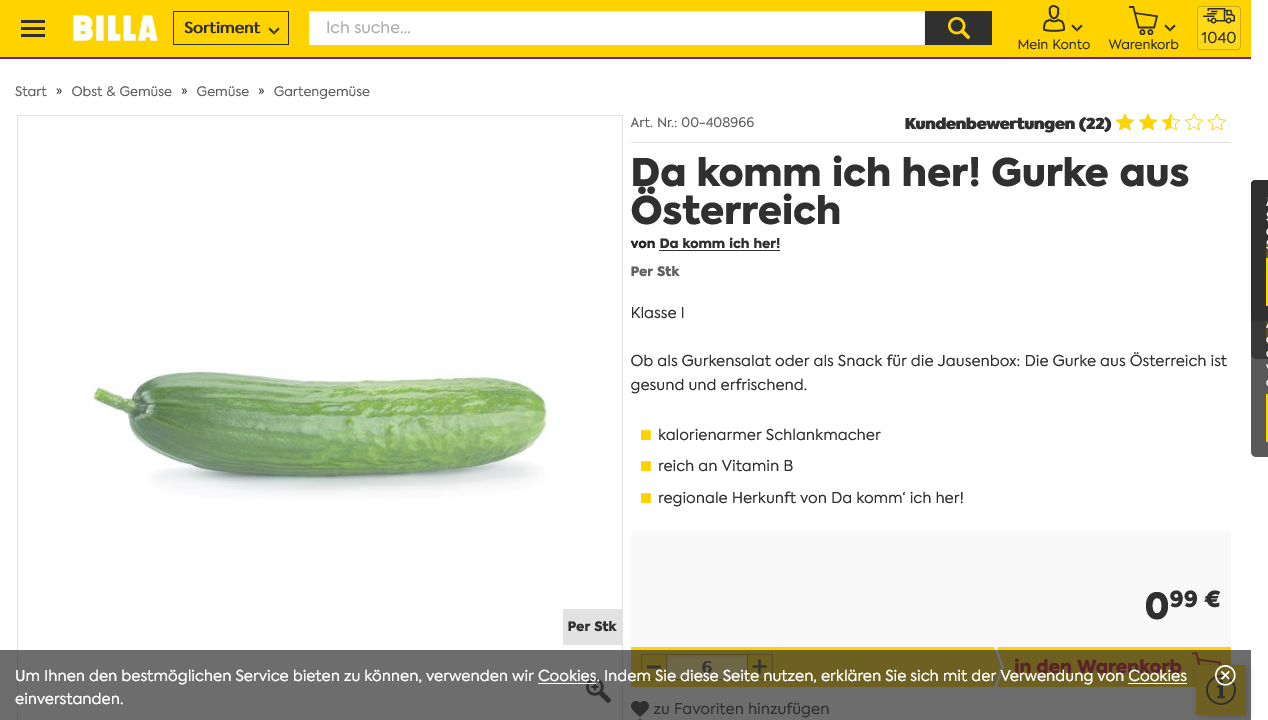 BILLA
Sortiment
Ich suche...
Mein Konto
Warenkorb
1040
Start » Obst & Gemüse » Gemüse » Gartengemüse
Art. Nr.: 00-408966
Kundenbewertungen (22)
Da komm ich her! Gurke aus
Österreich
von Da komm ich her!
Per Stk
Klasse I
Ob als Gurkensalat oder als Snack für die Jausenbox: Die Gurke aus Österreich ist
gesund und erfrischend.
kalorienarmer Schlankmacher
reich an Vitamin B
regionale Herkunft von Da komm‘ ich her!
0 99 €
Per Stk
6
in den Warenkorb
Um Ihnen den bestmöglichen Service bieten zu können, verwenden wir Cookies. Indem Sie diese Seite nutzen, erklären Sie sich mit der Verwendung von Cookies
einverstanden.
zu Favoriten hinzufügen